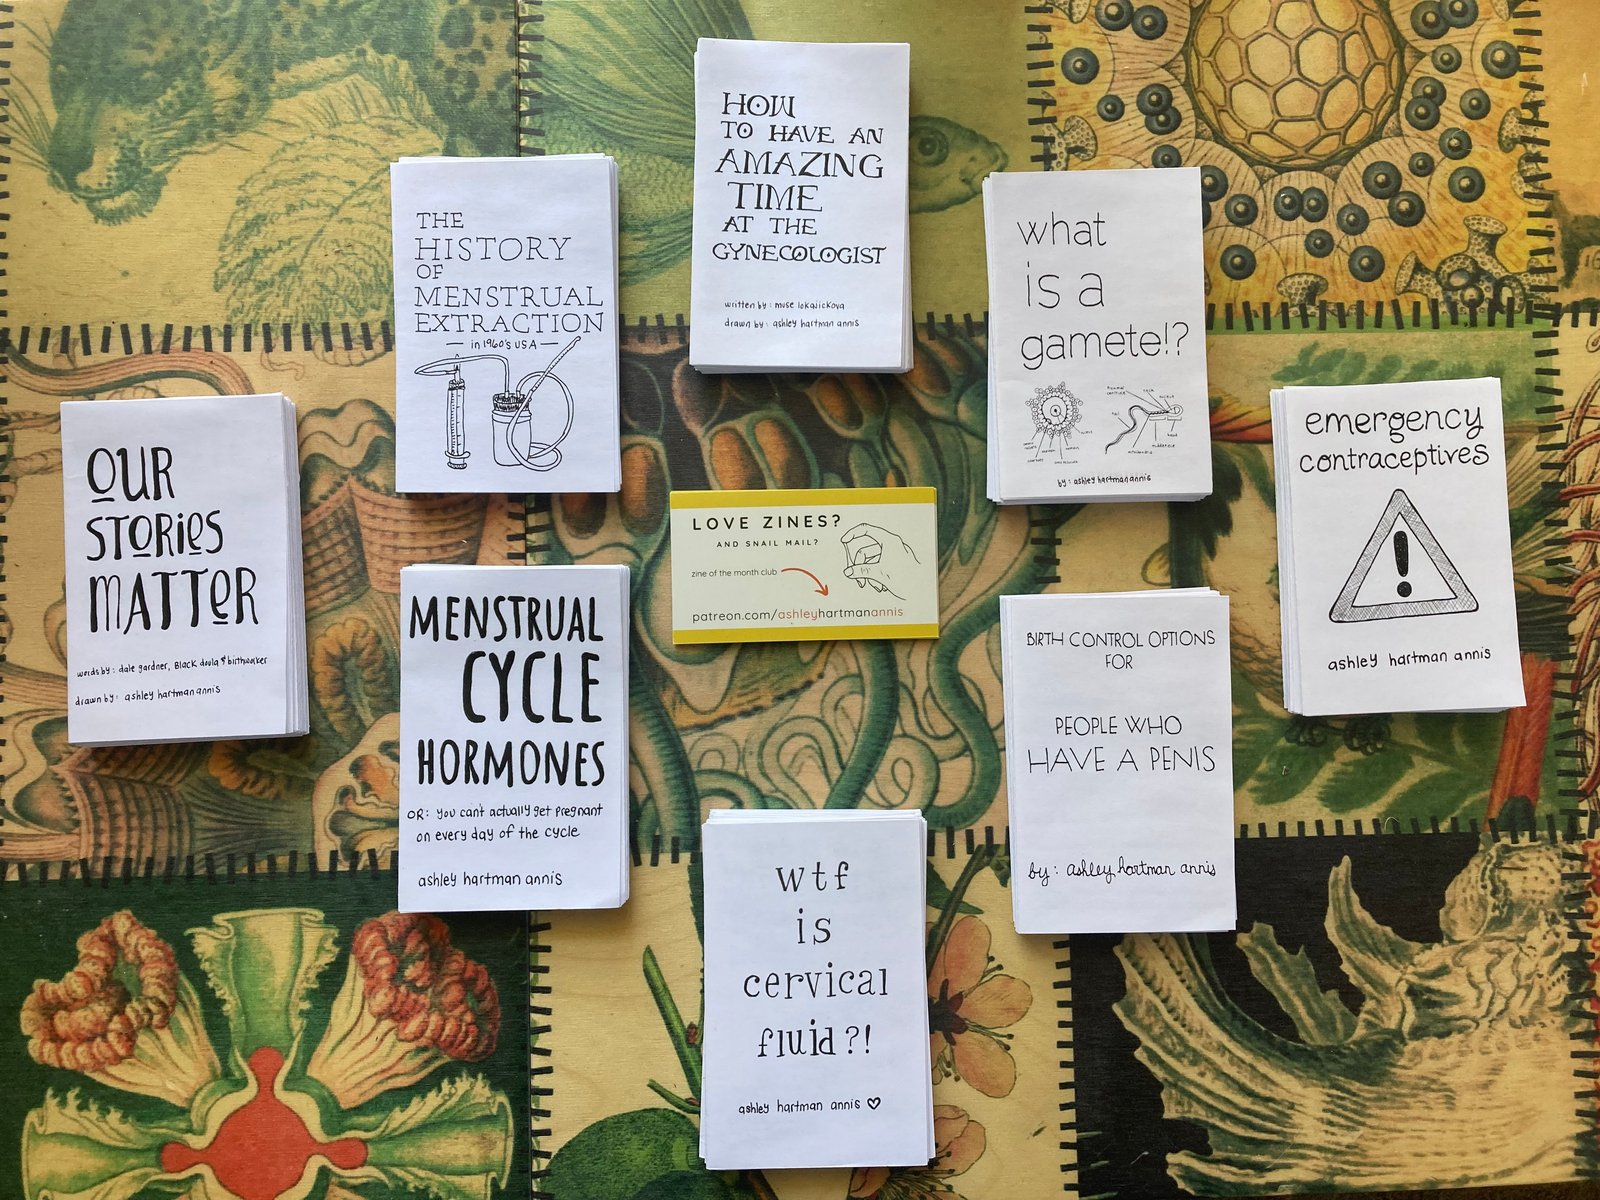 HOW
TO HAVE AN
AMAZING
TIME
AT THE
GYNECOLOGIST
written by: muse lokajickova
drawn by: ashley hartman annis
THE
HISTORY
OF
MENSTRUAL
EXTRACTION
— in 1960's USA —
what
is a
gamete!?
by: ashley hartman annis
OUR
STORIES
MATTER
words by: dale gardner, Black doula & birthworker
drawn by: ashley hartman annis
emergency
contraceptives
ashley hartman annis
LOVE ZINES?
AND SNAIL MAIL?
zine of the month club
patreon.com/ashleyhartmanannis
MENSTRUAL
CYCLE
HORMONES
OR: you can't actually get pregnant
on every day of the cycle
ashley hartman annis
BIRTH CONTROL OPTIONS
FOR
PEOPLE WHO
HAVE A PENIS
by: ashley hartman annis
wtf
is
cervical
fluid?!
ashley hartman annis ♡